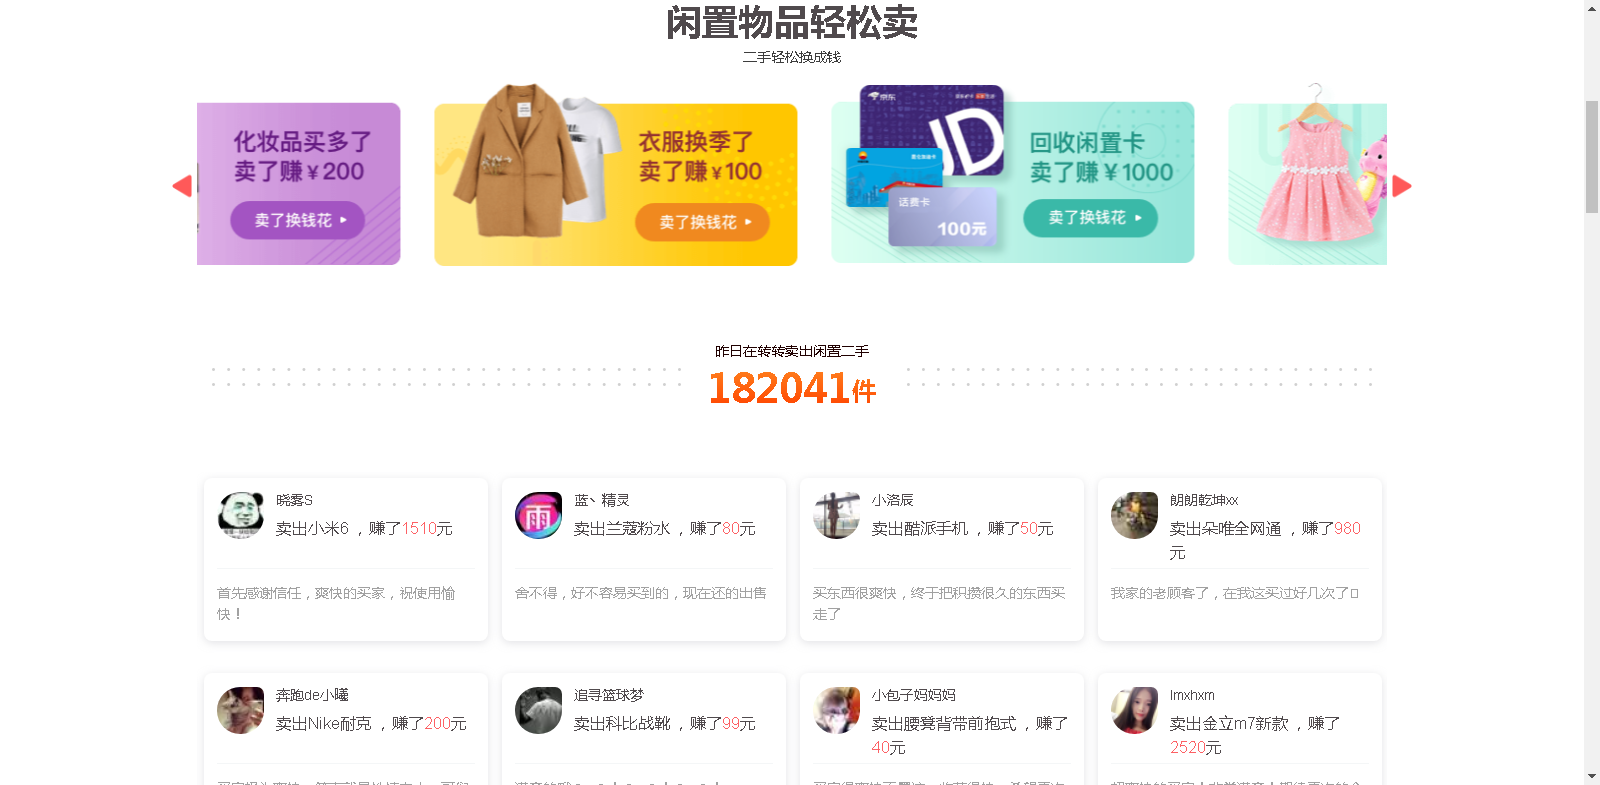 闲置物品轻松卖
二手轻松换成钱
化妆品买多了
卖了赚￥200
卖了换钱花
衣服换季了
卖了赚￥100
卖了换钱花
京东
JD
话费卡
100元
回收闲置卡
卖了赚￥1000
卖了换钱花
昨日在转转卖出闲置二手
182041件
晓雾S
卖出小米6 ，赚了1510元
首先感谢信任，爽快的买家，祝使用愉
快！
蓝丶精灵
卖出兰蔻粉水 ，赚了80元
舍不得，好不容易买到的，现在还的出售
小洛辰
卖出酷派手机 ，赚了50元
买东西很爽快，终于把积攒很久的东西买
走了
朗朗乾坤xx
卖出朵唯全网通 ，赚了980
元
我家的老顾客了，在我这买过好几次了
奔跑de小曦
卖出Nike耐克 ，赚了200元
追寻篮球梦
卖出科比战靴 ，赚了99元
小包子妈妈妈
卖出腰凳背带前抱式 ，赚了
40元
lmxhxm
卖出金立m7新款 ，赚了
2520元